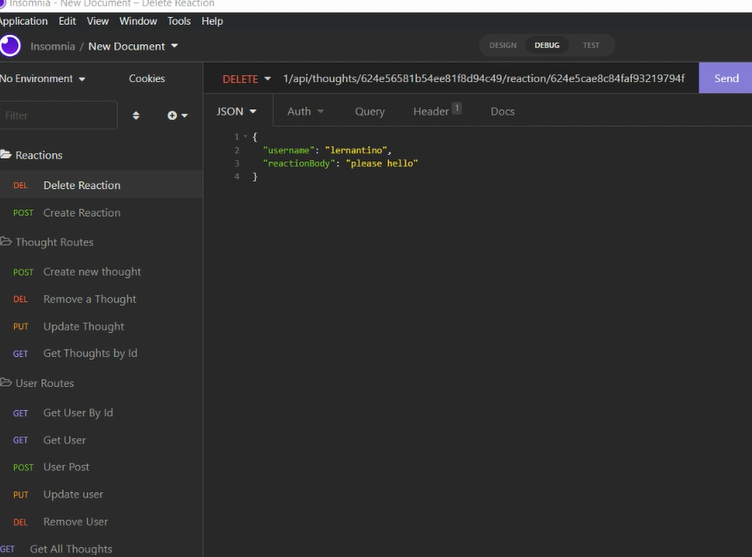 Insomnia - New Document – Delete Reaction
Application Edit View Window Tools Help
Insomnia / New Document
DESIGN DEBUG TEST
No Environment
Cookies
DELETE 1/api/thoughts/624e56581b54ee81f8d94c49/reaction/624e5cae8c84faf93219794f Send
Filter
JSON Auth Query Header 1 Docs
1 {
2 "username": "lernantino",
3 "reactionBody": "please hello"
4 }
Reactions
DEL Delete Reaction
POST Create Reaction
Thought Routes
POST Create new thought
DEL Remove a Thought
PUT Update Thought
GET Get Thoughts by Id
User Routes
GET Get User By Id
GET Get User
POST User Post
PUT Update user
DEL Remove User
GET Get All Thoughts